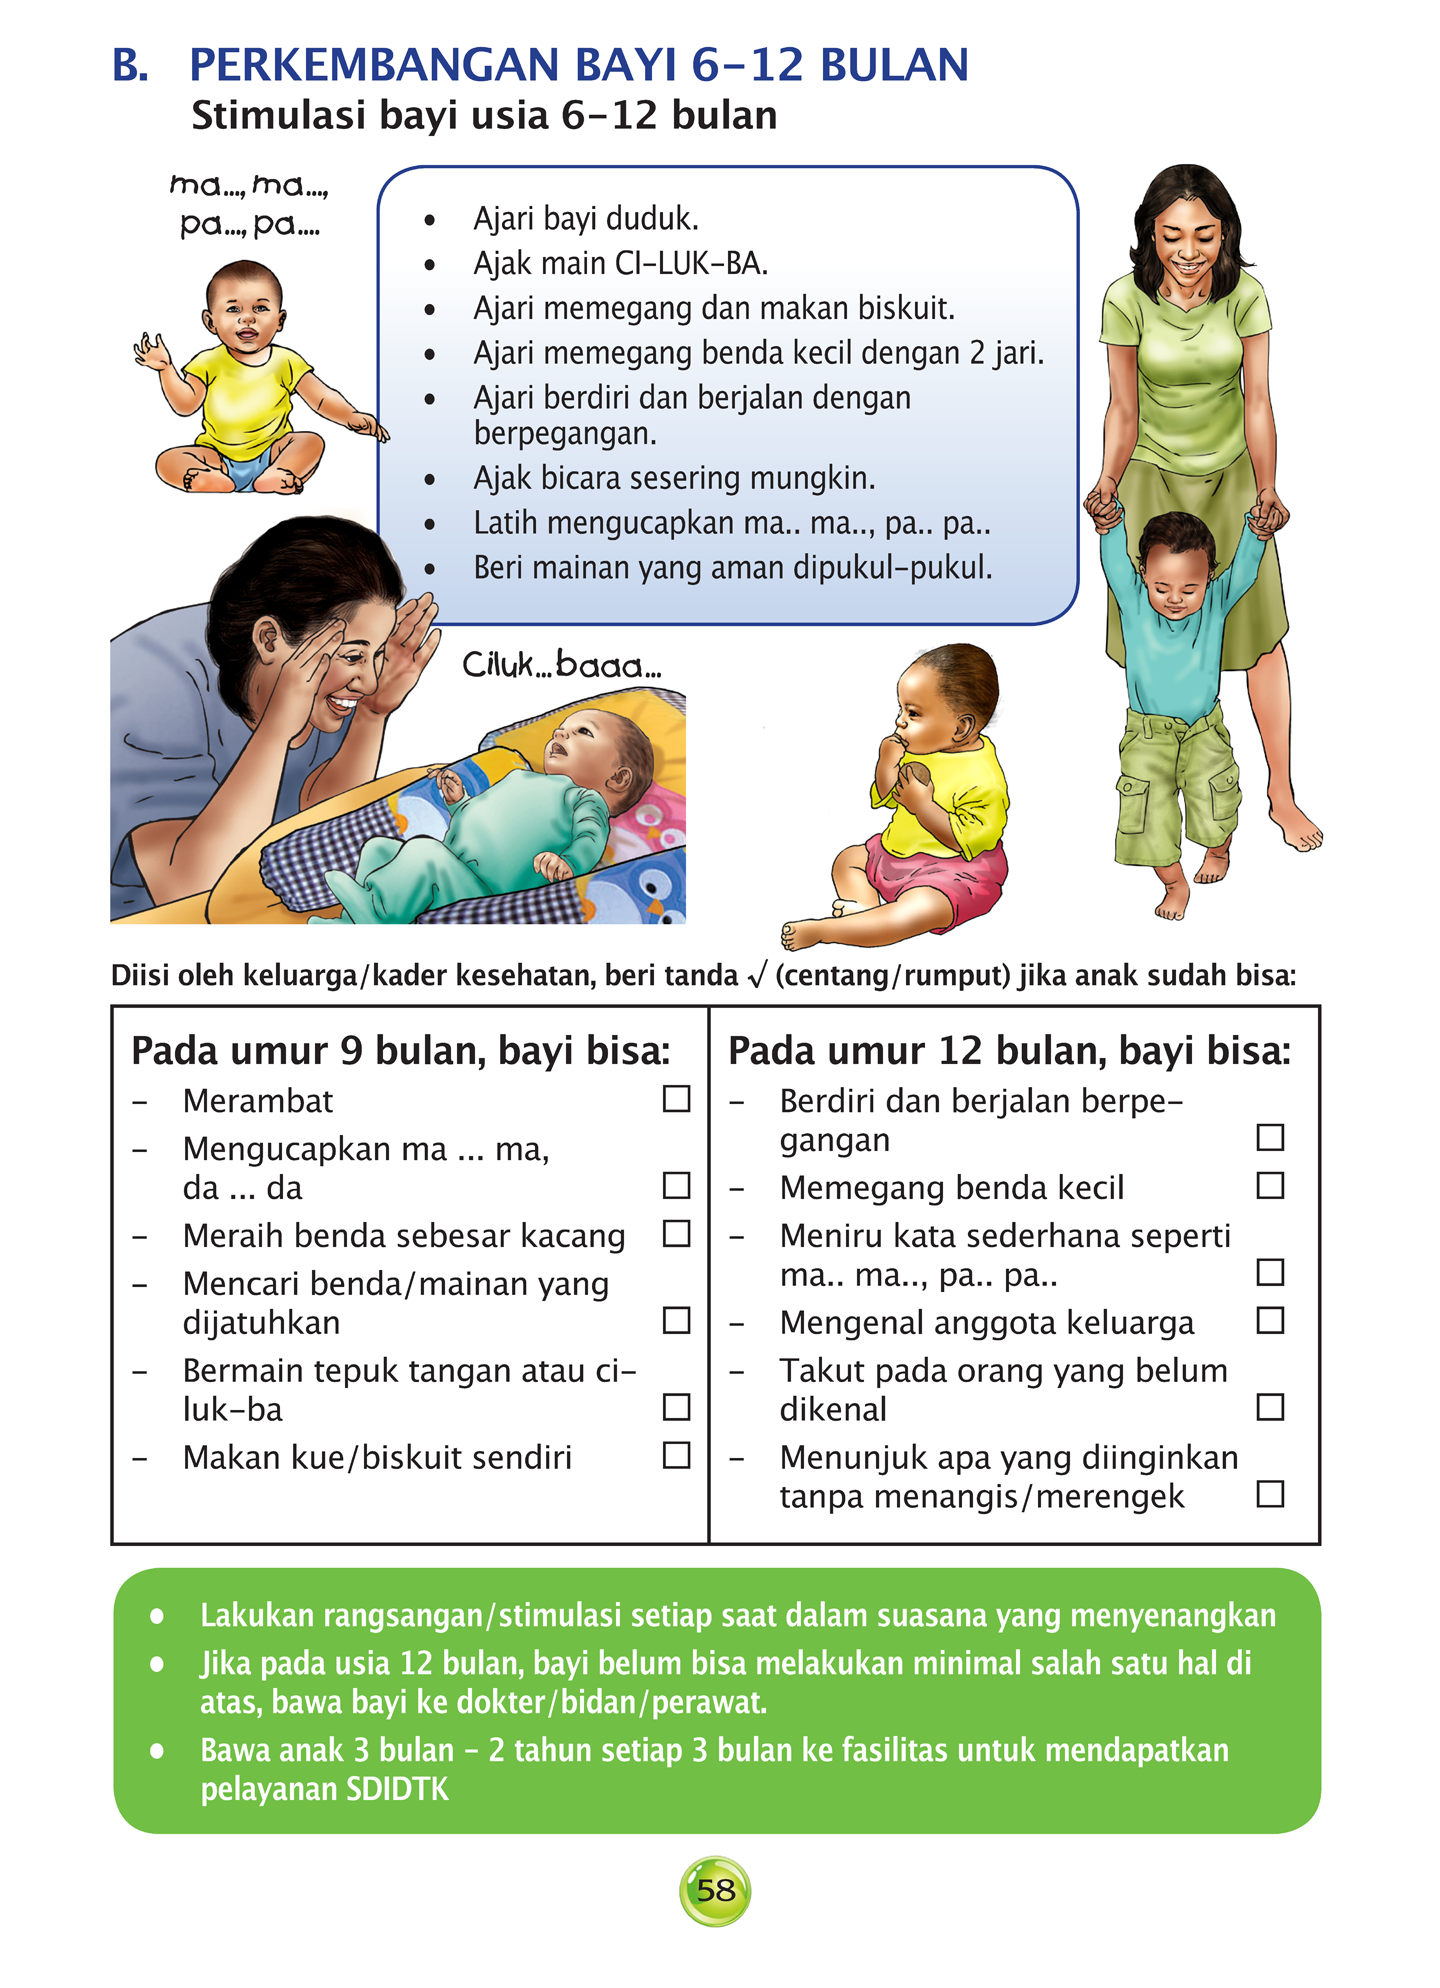 B. PERKEMBANGAN BAYI 6-12 BULAN
Stimulasi bayi usia 6-12 bulan
ma..., ma...,
pa..., pa....
• Ajari bayi duduk.
• Ajak main CI-LUK-BA.
• Ajari memegang dan makan biskuit.
• Ajari memegang benda kecil dengan 2 jari.
• Ajari berdiri dan berjalan dengan
berpegangan.
• Ajak bicara sesering mungkin.
• Latih mengucapkan ma.. ma.., pa.. pa..
• Beri mainan yang aman dipukul-pukul.
Ciluk...baaa...
Diisi oleh keluarga/kader kesehatan, beri tanda √ (centang/rumput) jika anak sudah bisa:
Pada umur 9 bulan, bayi bisa:
– Merambat □
– Mengucapkan ma ... ma,
da ... da □
– Meraih benda sebesar kacang □
– Mencari benda/mainan yang
dijatuhkan □
– Bermain tepuk tangan atau ci-
luk-ba □
– Makan kue/biskuit sendiri □
Pada umur 12 bulan, bayi bisa:
– Berdiri dan berjalan berpe-
gangan □
– Memegang benda kecil □
– Meniru kata sederhana seperti
ma.. ma.., pa.. pa.. □
– Mengenal anggota keluarga □
– Takut pada orang yang belum
dikenal □
– Menunjuk apa yang diinginkan
tanpa menangis/merengek □
• Lakukan rangsangan/stimulasi setiap saat dalam suasana yang menyenangkan
• Jika pada usia 12 bulan, bayi belum bisa melakukan minimal salah satu hal di
atas, bawa bayi ke dokter/bidan/perawat.
• Bawa anak 3 bulan - 2 tahun setiap 3 bulan ke fasilitas untuk mendapatkan
pelayanan SDIDTK
58